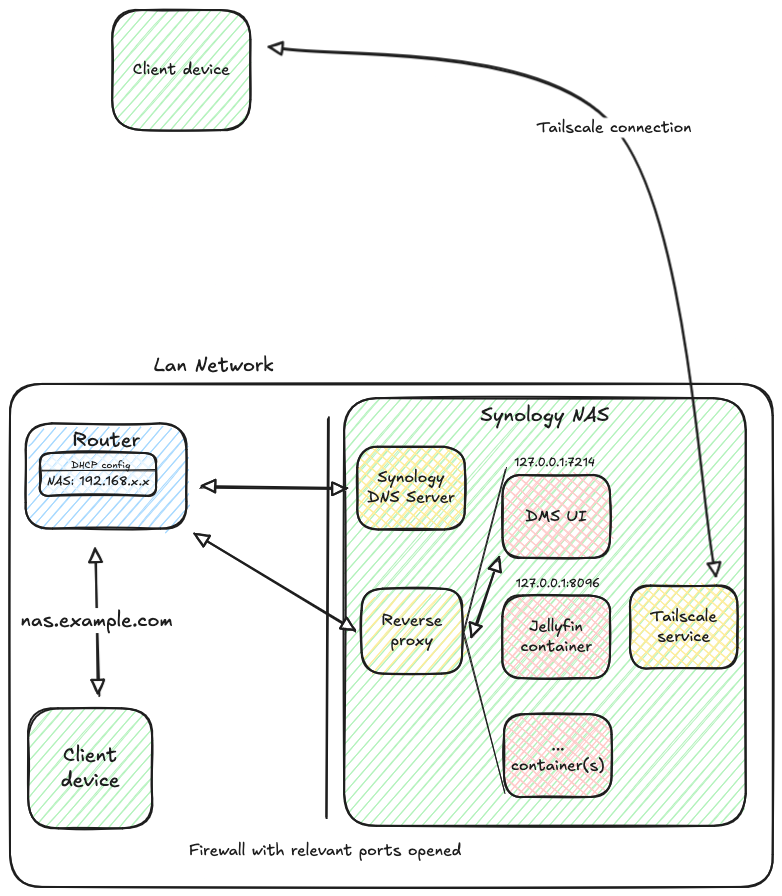 Client device
Tailscale connection
Lan Network
Synology NAS
Router
DHCP config
NAS: 192.168.x.x
Synology
DNS Server
127.0.0.1:7214
DMS UI
127.0.0.1:8096
Reverse
proxy
Jellyfin
container
Tailscale
service
nas.example.com
Client
device
...
container(s)
Firewall with relevant ports opened